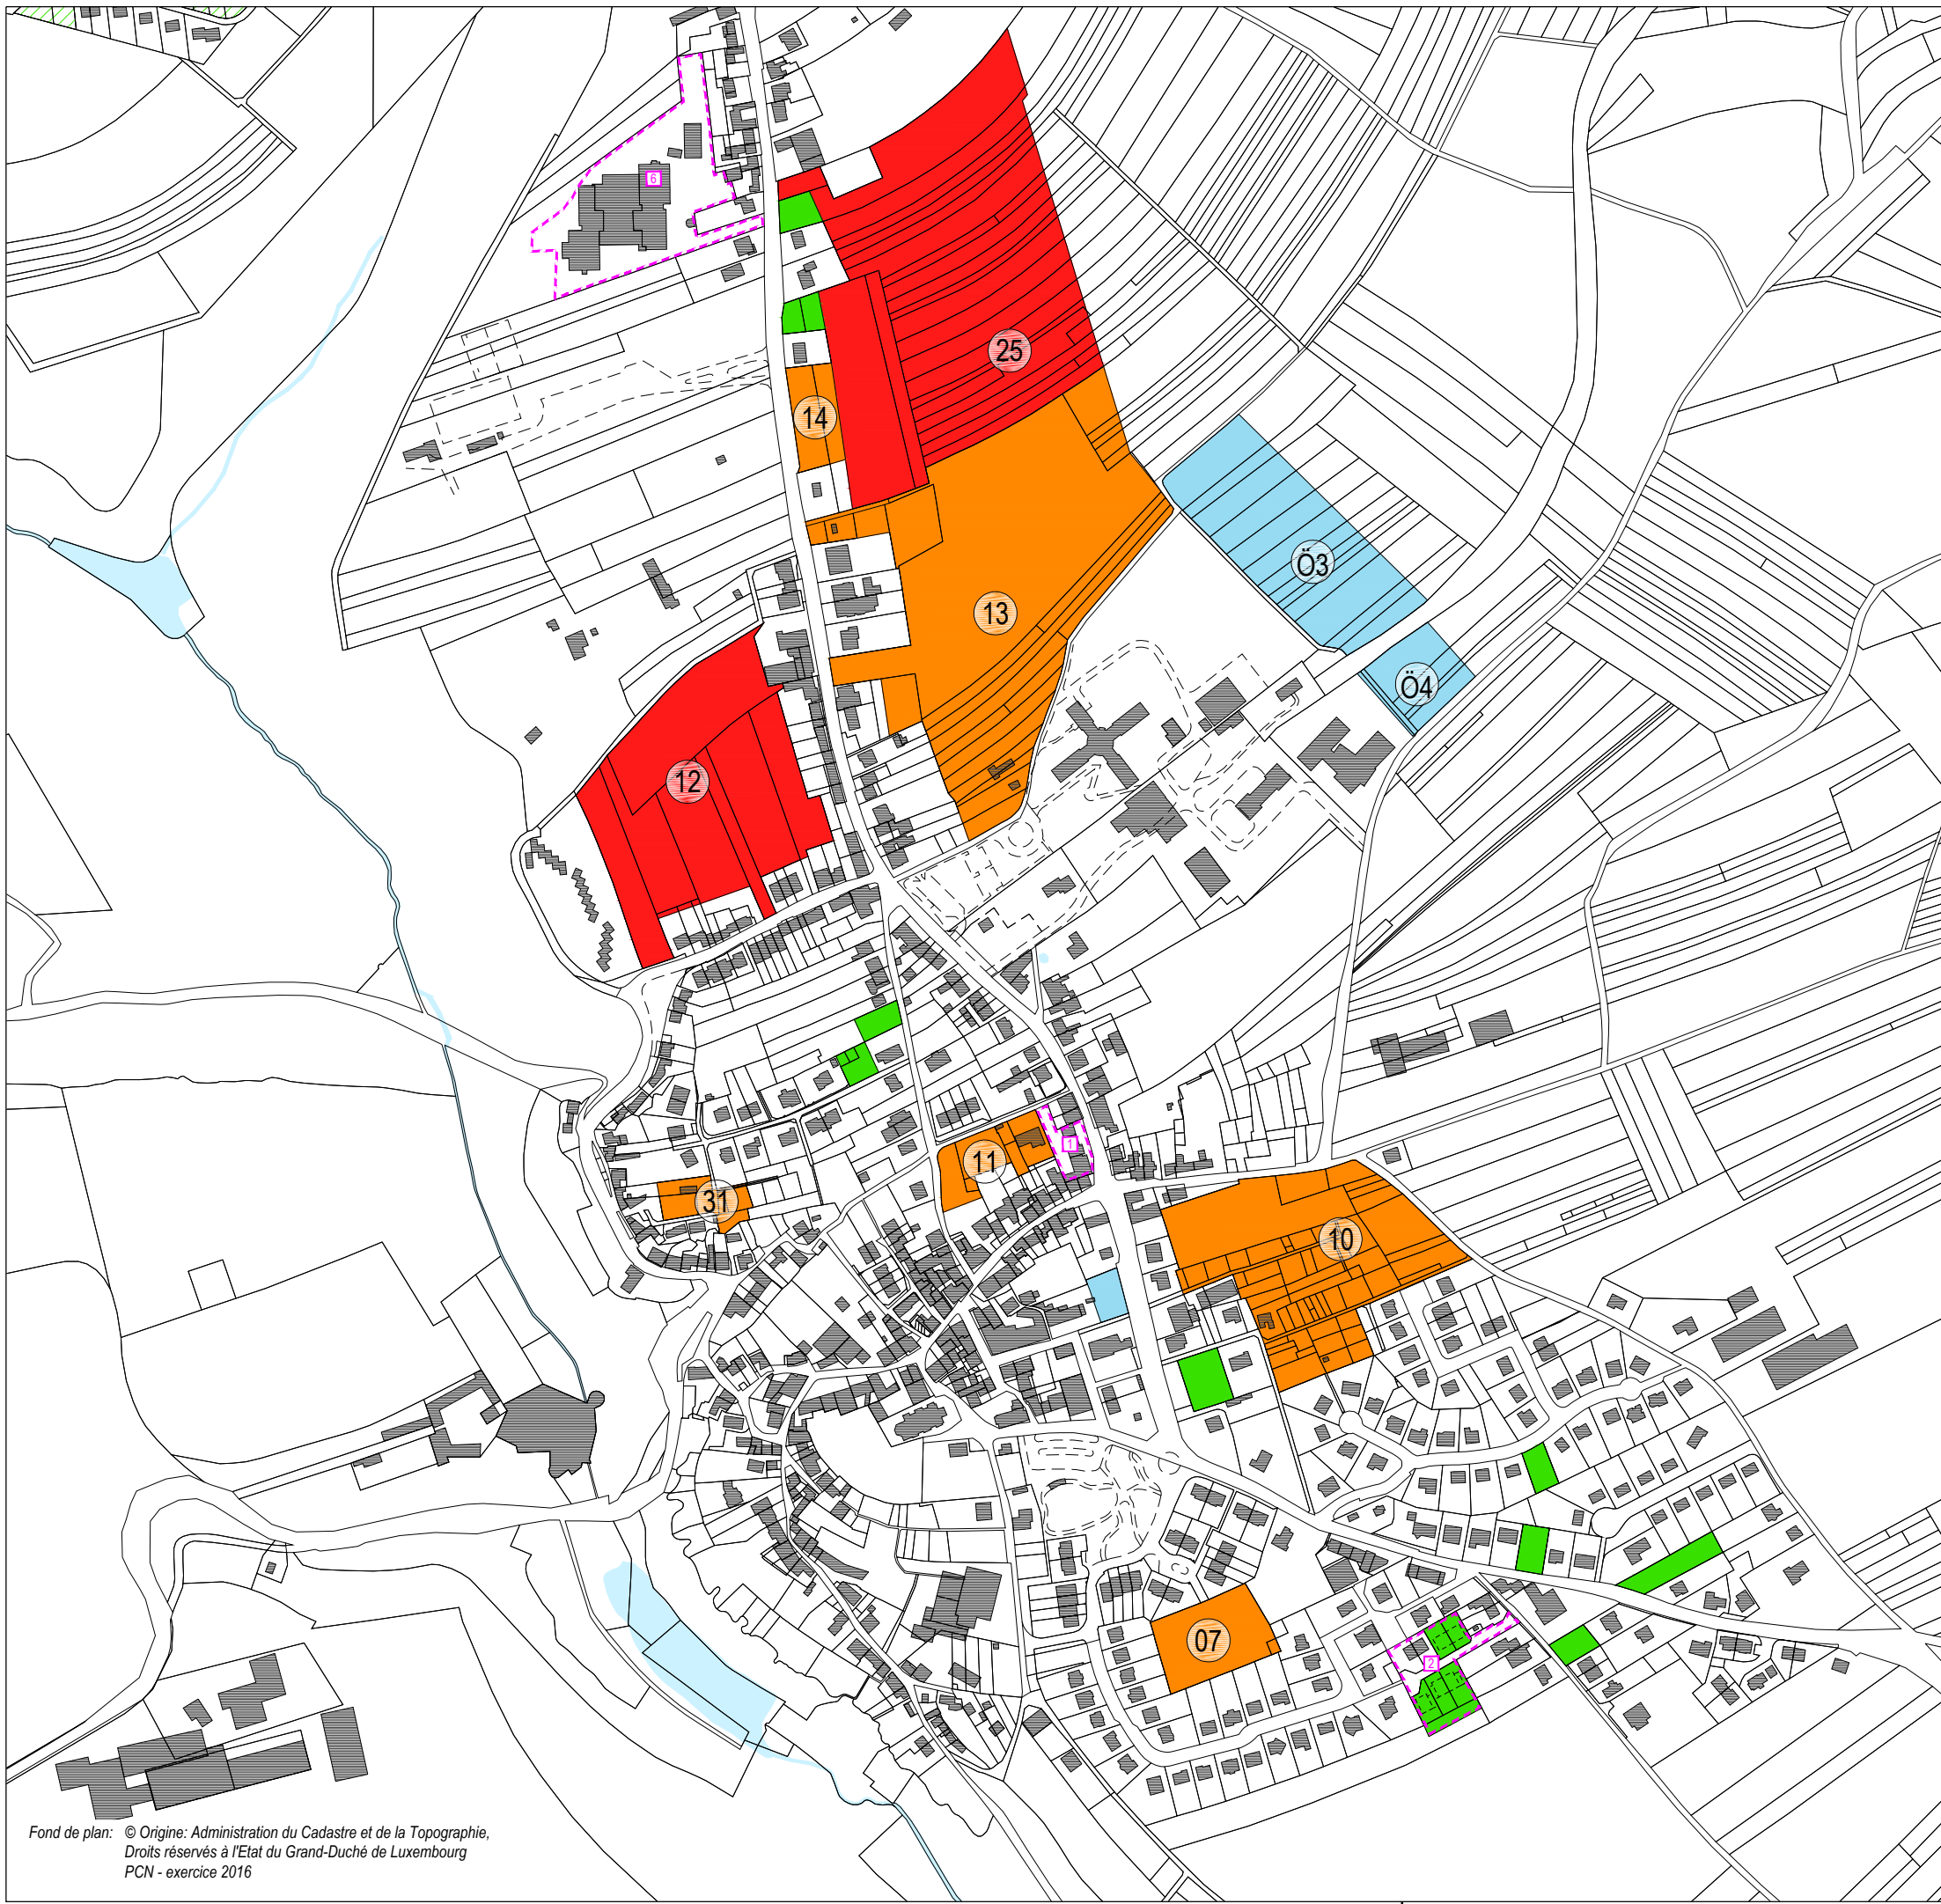 6
25
14
Ö3
13
Ö4
12
1
11
31
10
07
2
Fond de plan: © Origine: Administration du Cadastre et de la Topographie,
Droits réservés à l'Etat du Grand-Duché de Luxembourg
PCN - exercice 2016